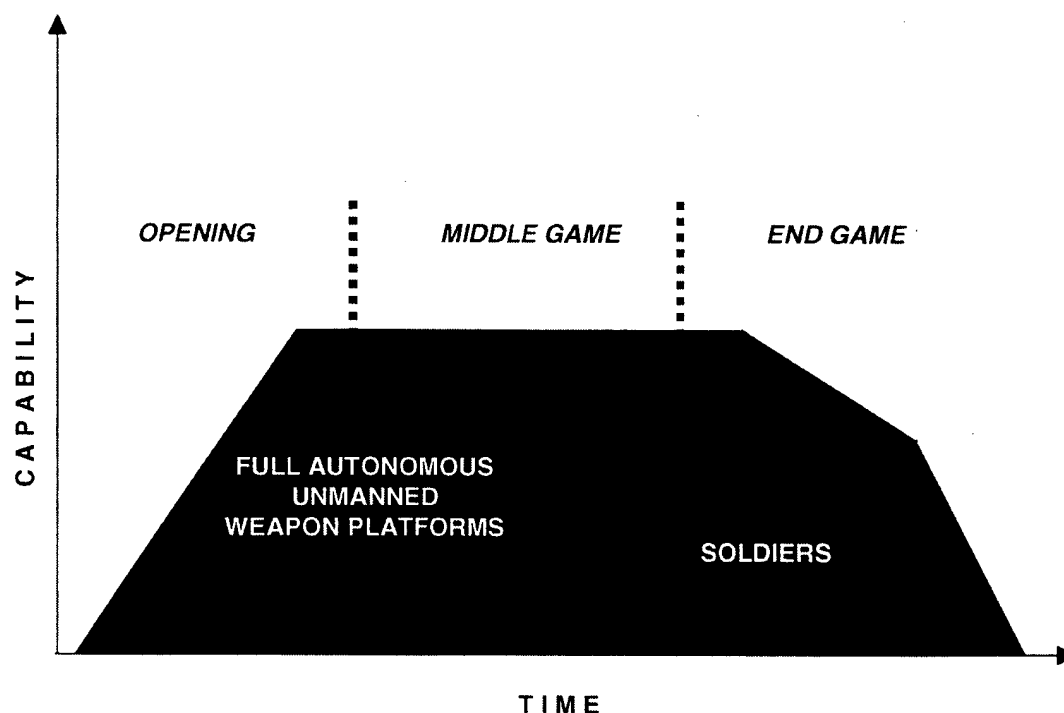 OPENING
MIDDLE GAME
END GAME
CAPABILITY
FULL AUTONOMOUS
UNMANNED
WEAPON PLATFORMS
SOLDIERS
TIME